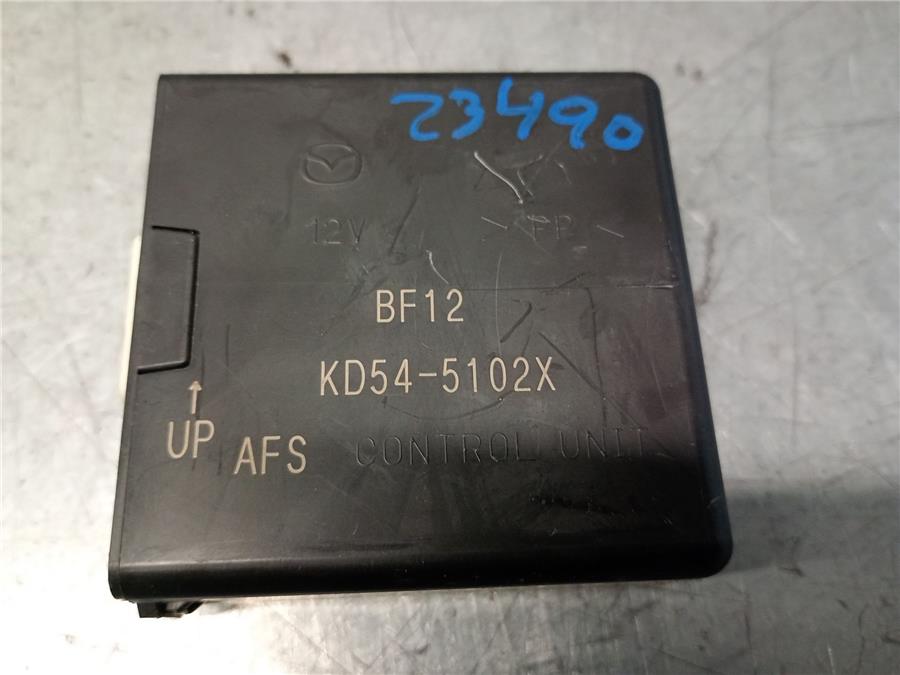 23490
12V >PP<
BF12
KD54-5102X
↑
UP AFS CONTROL UNIT